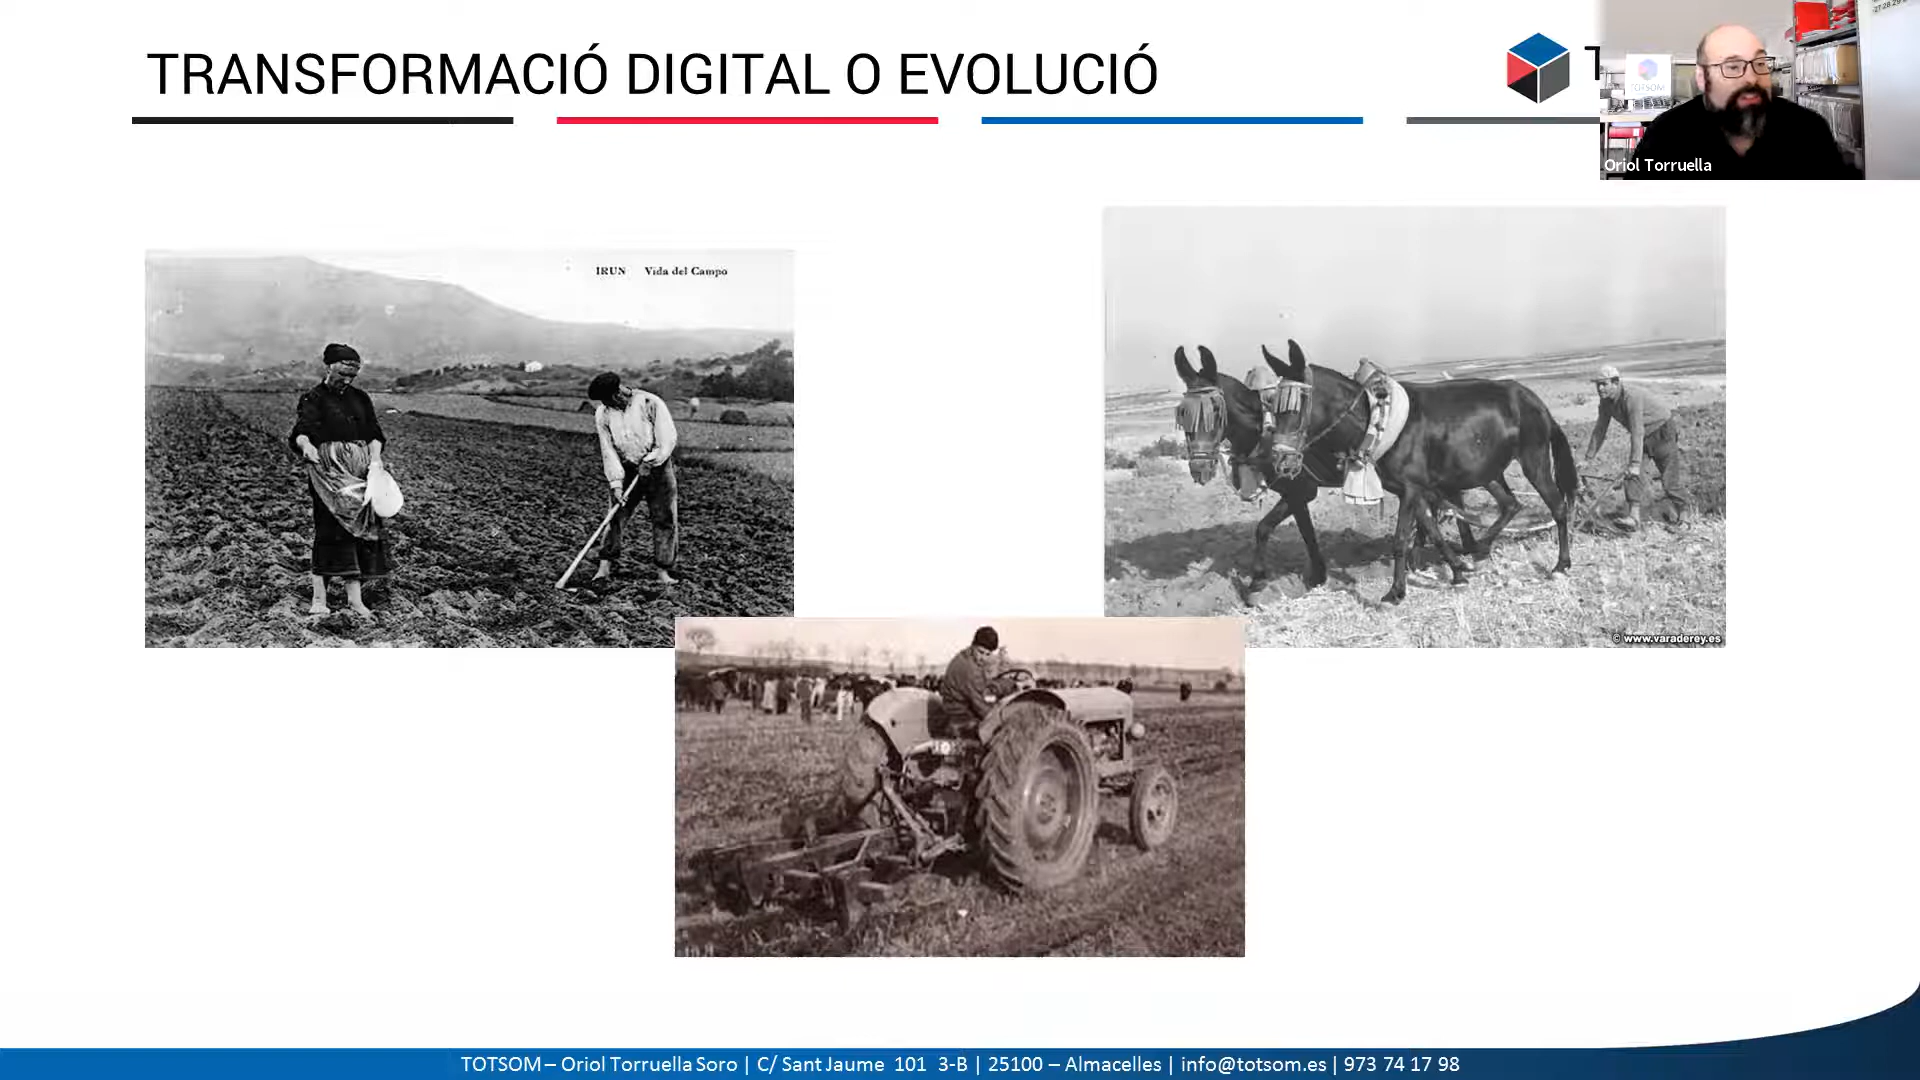 TRANSFORMACIÓ DIGITAL O EVOLUCIÓ
TOTSOM
Oriol Torruella
IRUN Vida del Campo
© www.varaderey.es
TOTSOM – Oriol Torruella Soro | C/ Sant Jaume 101 3-B | 25100 – Almacelles | info@totsom.es | 973 74 17 98